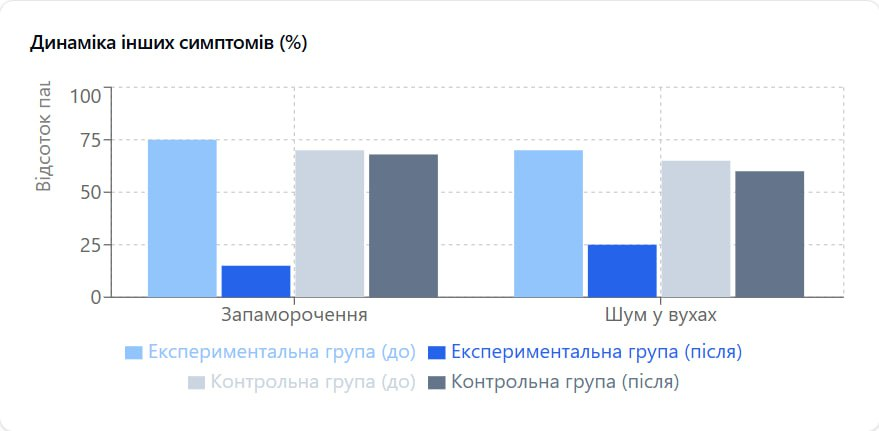 Динаміка інших симптомів (%)
Відсоток
100
75
50
25
0
Запаморочення
Шум у вухах
Експериментальна група (до)
Експериментальна група (після)
Контрольна група (до)
Контрольна група (після)